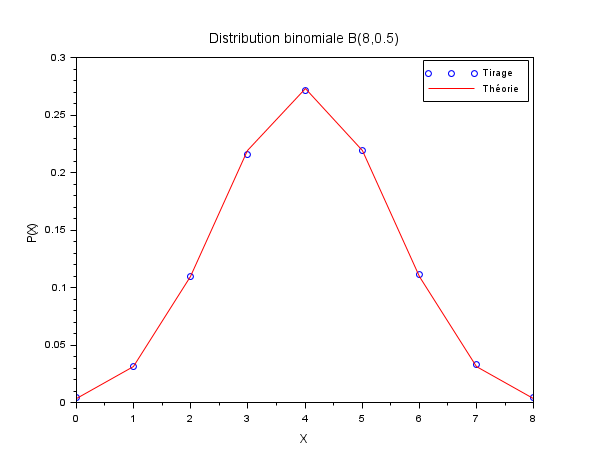 Distribution binomiale B(8,0.5)
Tirage
Théorie
0.3
0.25
0.2
0.15
0.1
0.05
0
P(X)
0 1 2 3 4 5 6 7 8
X